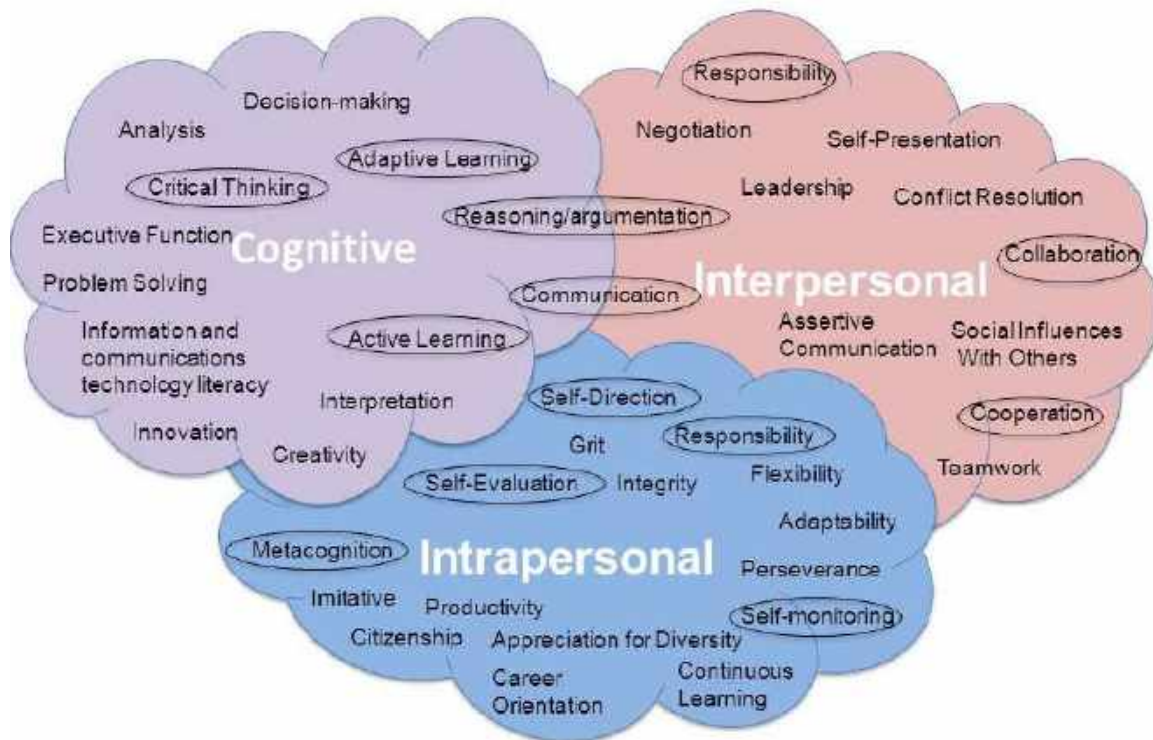 Decision-making
Analysis
Adaptive Learning
Critical Thinking
Reasoning/argumentation
Executive Function
Cognitive
Problem Solving
Communication
Active Learning
Information and
communications
technology literacy
Interpretation
Innovation
Creativity
Responsibility
Negotiation
Self-Presentation
Leadership
Conflict Resolution
Collaboration
Interpersonal
Assertive
Communication
Social Influences
With Others
Cooperation
Teamwork
Self-Direction
Grit
Responsibility
Self-Evaluation
Integrity
Flexibility
Adaptability
Metacognition
Intrapersonal
Perseverance
Imitative
Productivity
Self-monitoring
Citizenship
Appreciation for Diversity
Career
Orientation
Continuous
Learning